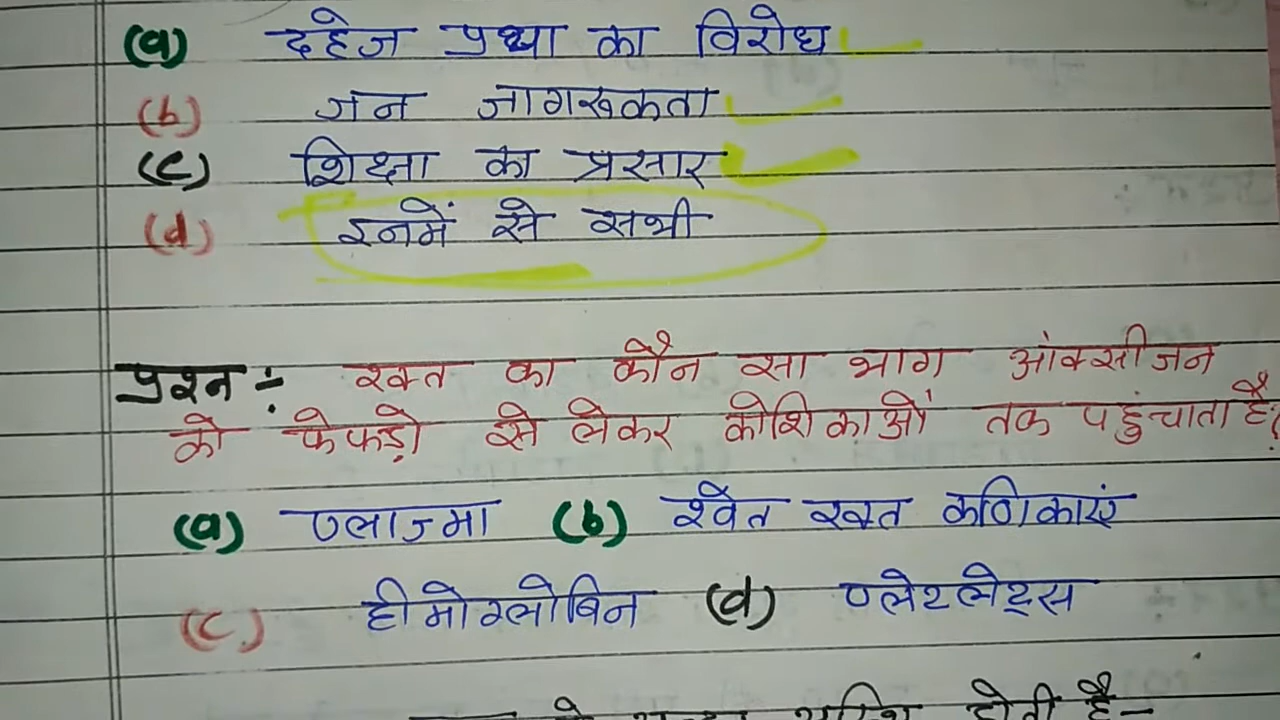 (a) दहेज प्रथा का विरोध
(b) जन जागरूकता
(c) शिक्षा का प्रसार
(d) इनमें से सभी
प्रश्न ÷ रक्त का कौन सा भाग ऑक्सीजन
को फेफड़ो से लेकर कोशिकाओं तक पहुंचाता है?
(a) प्लाज्मा (b) श्वेत रक्त कणिकाएं
(c) हीमोग्लोबिन (d) प्लेटलेट्स
होती है-